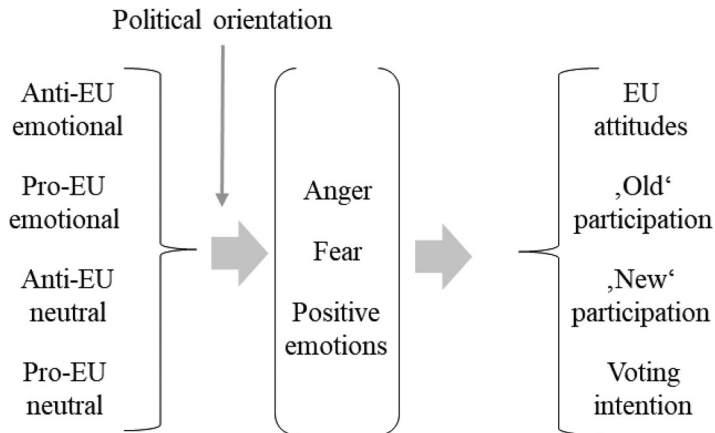 Political orientation
Anti-EU
emotional
Pro-EU
emotional
Anti-EU
neutral
Pro-EU
neutral
Anger
Fear
Positive
emotions
EU
attitudes
‚Old‘
participation
‚New‘
participation
Voting
intention